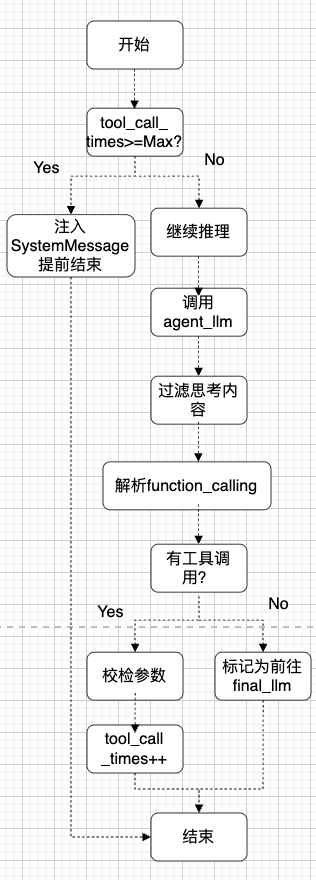 开始
tool_call_
times>=Max?
Yes
No
注入
SystemMessage
提前结束
继续推理
调用
agent_llm
过滤思考内
容
解析function_calling
有工具调
用?
Yes
No
校检参数
标记为前往
final_llm
tool_call
_times++
结束